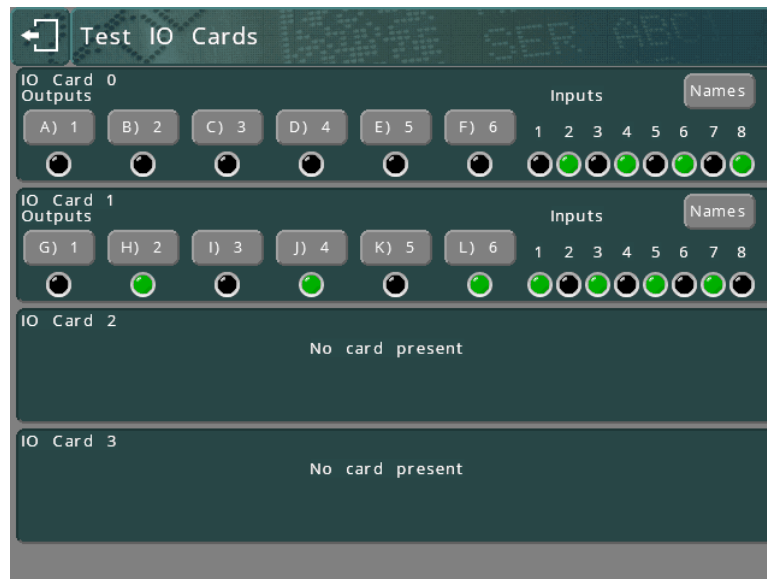 Test IO Cards
IO Card 0
Outputs
Inputs
Names
A) 1 B) 2 C) 3 D) 4 E) 5 F) 6
1 2 3 4 5 6 7 8
IO Card 1
Outputs
Inputs
Names
G) 1 H) 2 I) 3 J) 4 K) 5 L) 6
1 2 3 4 5 6 7 8
IO Card 2
No card present
IO Card 3
No card present